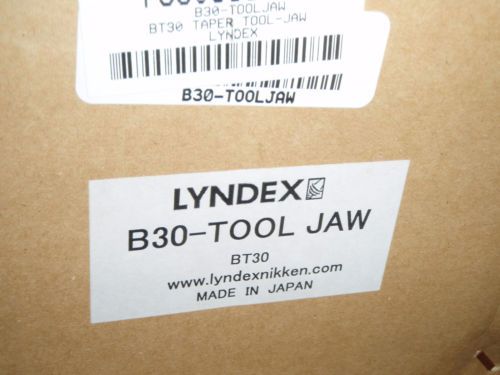 B30-TOOLJAW
BT30 TAPER TOOL-JAW
LYNDEX
B30-TOOLJAW
LYNDEX
B30-TOOL JAW
BT30
www.lyndexnikken.com
MADE IN JAPAN